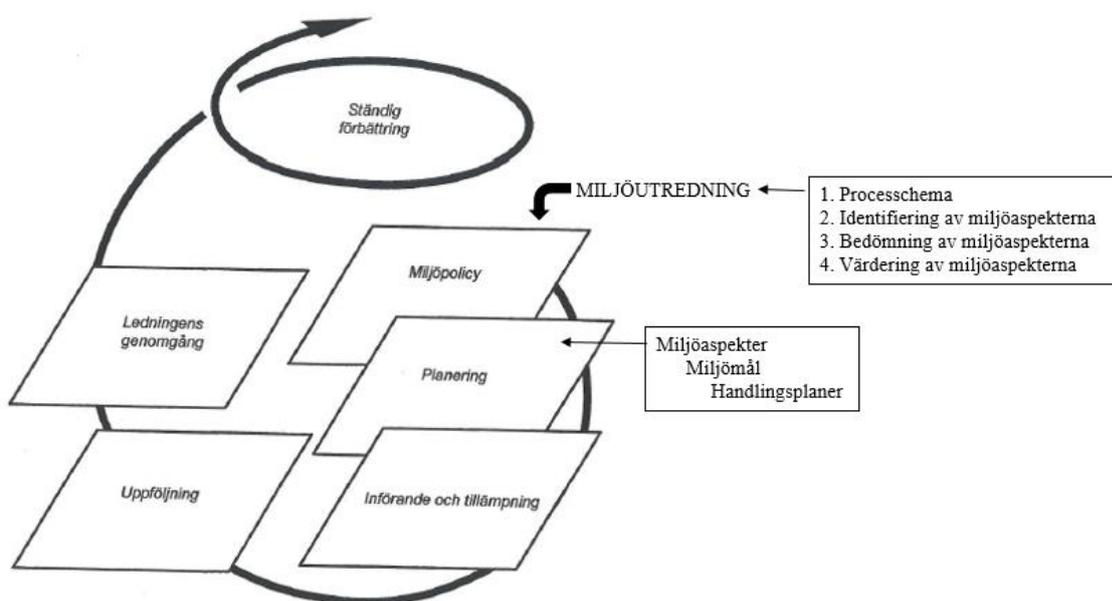 Ständig
förbättring
MILJÖUTREDNING
1. Processchema
2. Identifiering av miljöaspekterna
3. Bedömning av miljöaspekterna
4. Värdering av miljöaspekterna
Miljöpolicy
Ledningens
genomgång
Planering
Miljöaspekter
Miljömål
Handlingsplaner
Uppföljning
Införande och tillämpning